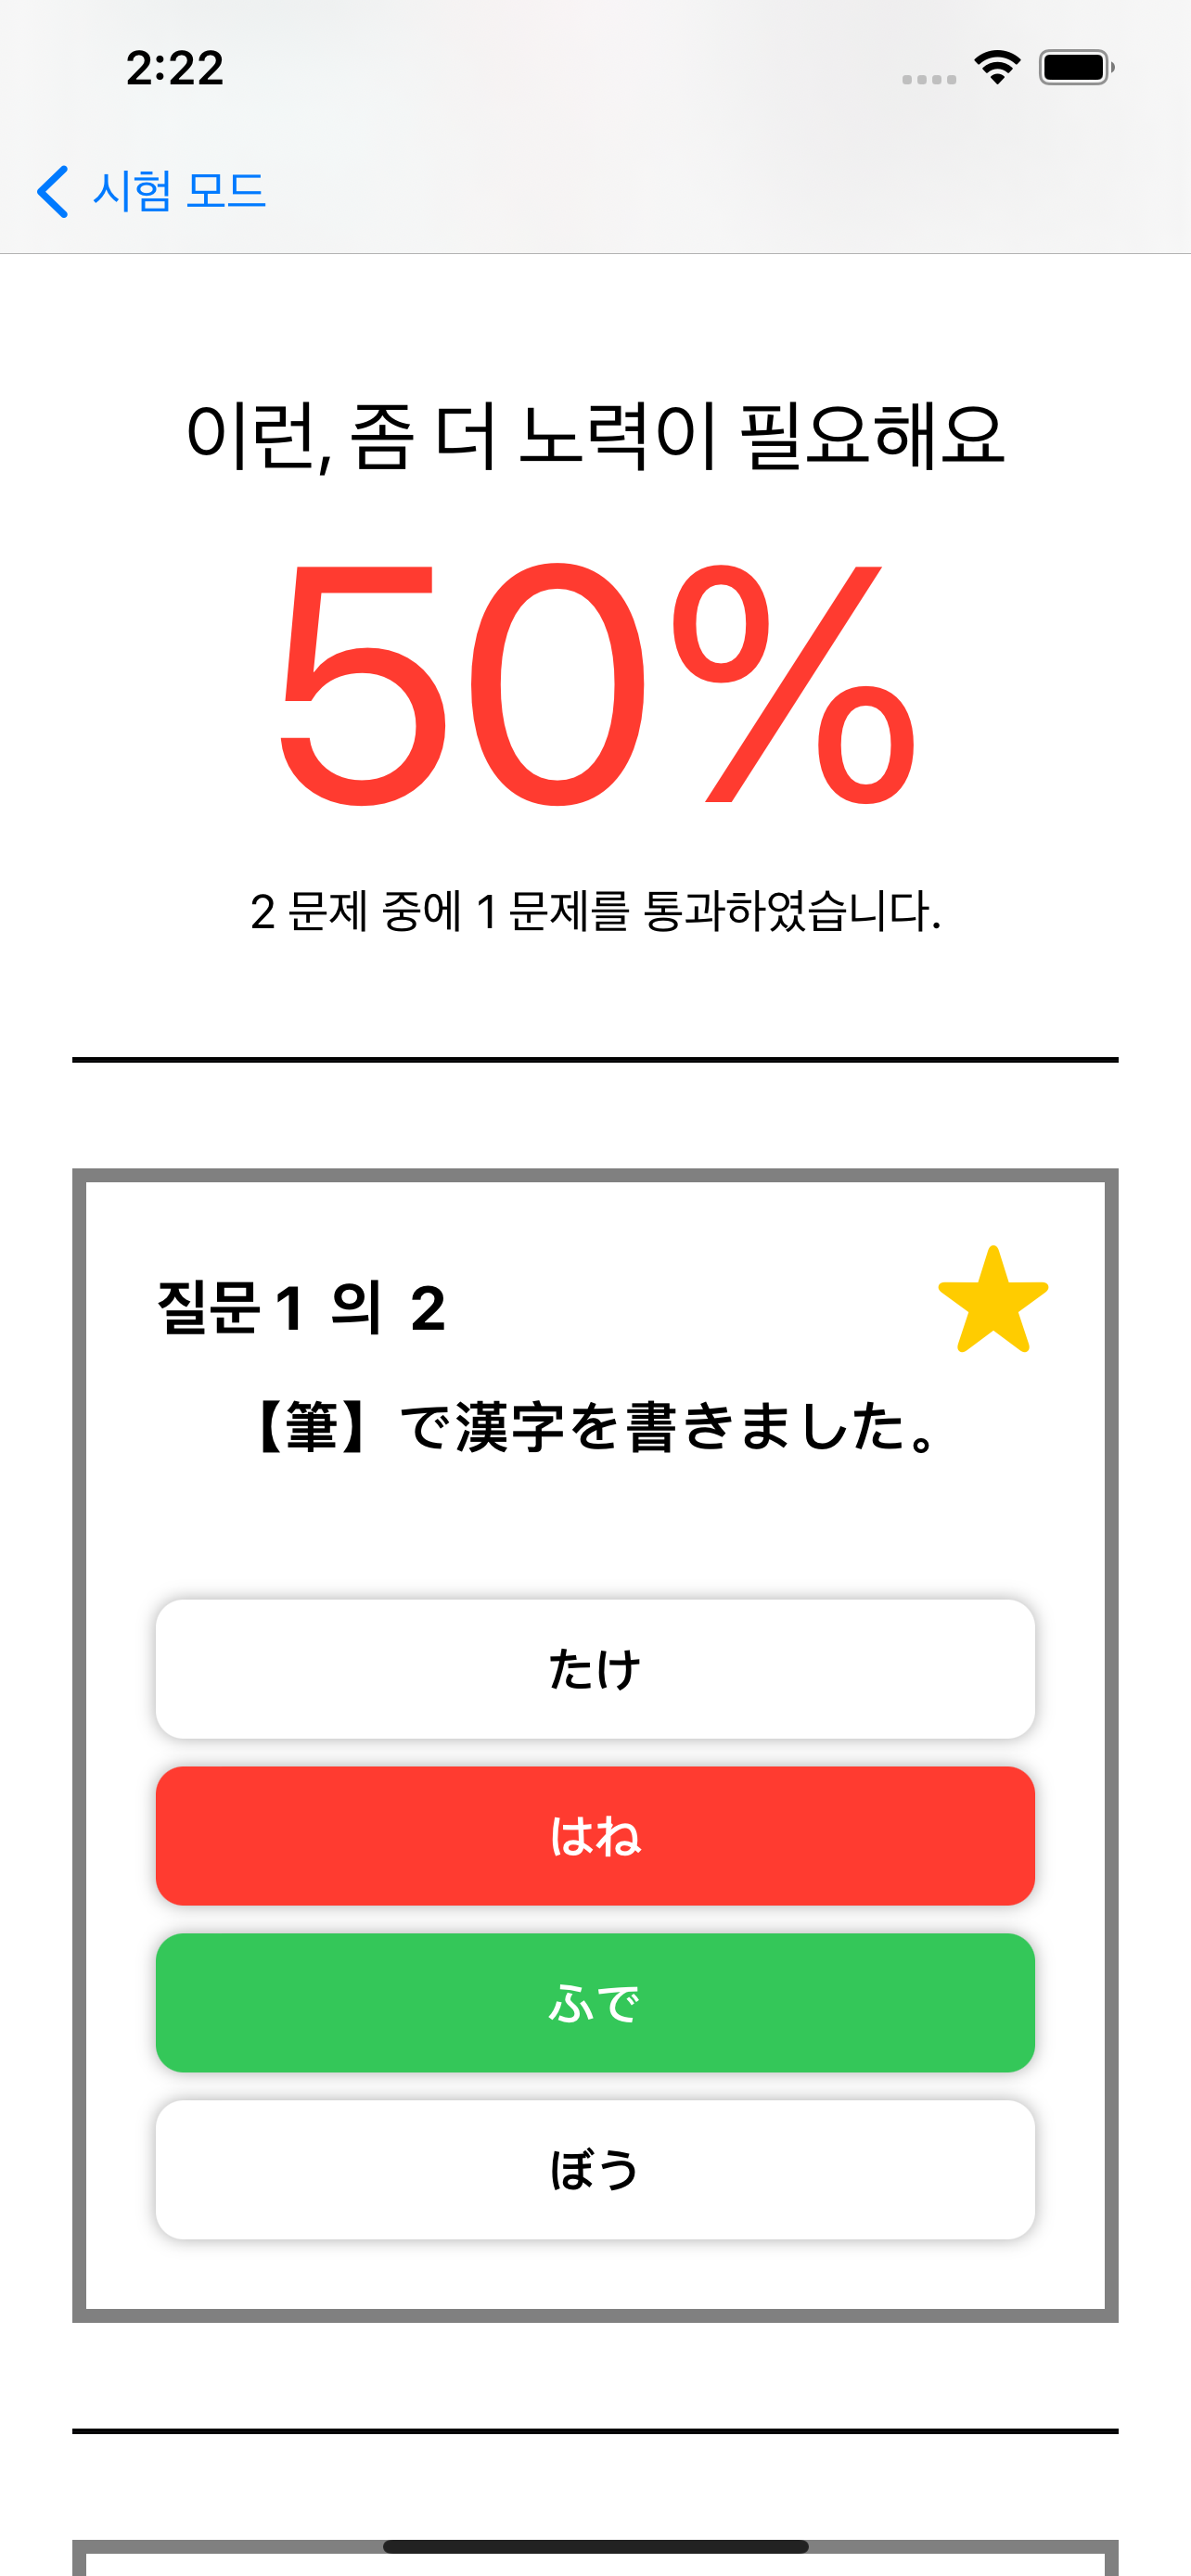 2:22
시험 모드
이런, 좀 더 노력이 필요해요
50%
2 문제 중에 1 문제를 통과하였습니다.
질문 1 의 2
【筆】で漢字を書きました。
たけ
はね
ふで
ぼう